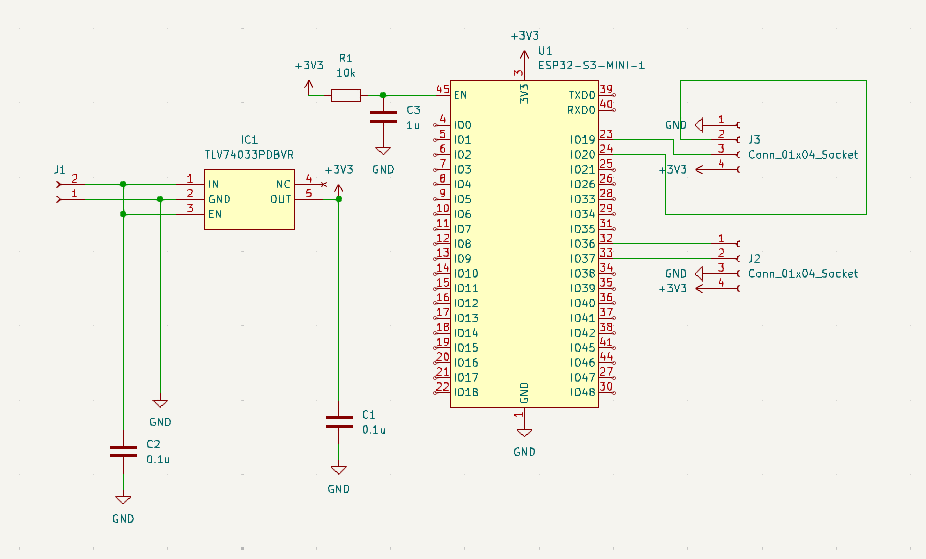 +3V3
U1
ESP32-S3-MINI-1
R1
10k
+3V3
C3
1u
GND
3
3V3
45 EN
4 IO0
5 IO1
6 IO2
7 IO3
8 IO4
9 IO5
10 IO6
11 IO7
12 IO8
13 IO9
14 IO10
15 IO11
16 IO12
17 IO13
18 IO14
19 IO15
20 IO16
21 IO17
22 IO18
TXD0 39
RXD0 40
IO19 23
IO20 24
IO21 25
IO26 26
IO33 28
IO34 29
IO35 31
IO36 32
IO37 33
IO38 34
IO39 35
IO40 36
IO41 37
IO42 38
IO45 41
IO46 44
IO47 27
IO48 30
GND
1
GND
GND 1
2 J3
3 Conn_01x04_Socket
+3V3 4
1
2 J2
GND 3 Conn_01x04_Socket
+3V3 4
IC1
TLV74033PDBVR
J1
2
1
1 IN NC 4
2 GND OUT 5
3 EN
+3V3
GND
C2
0.1u
GND
C1
0.1u
GND